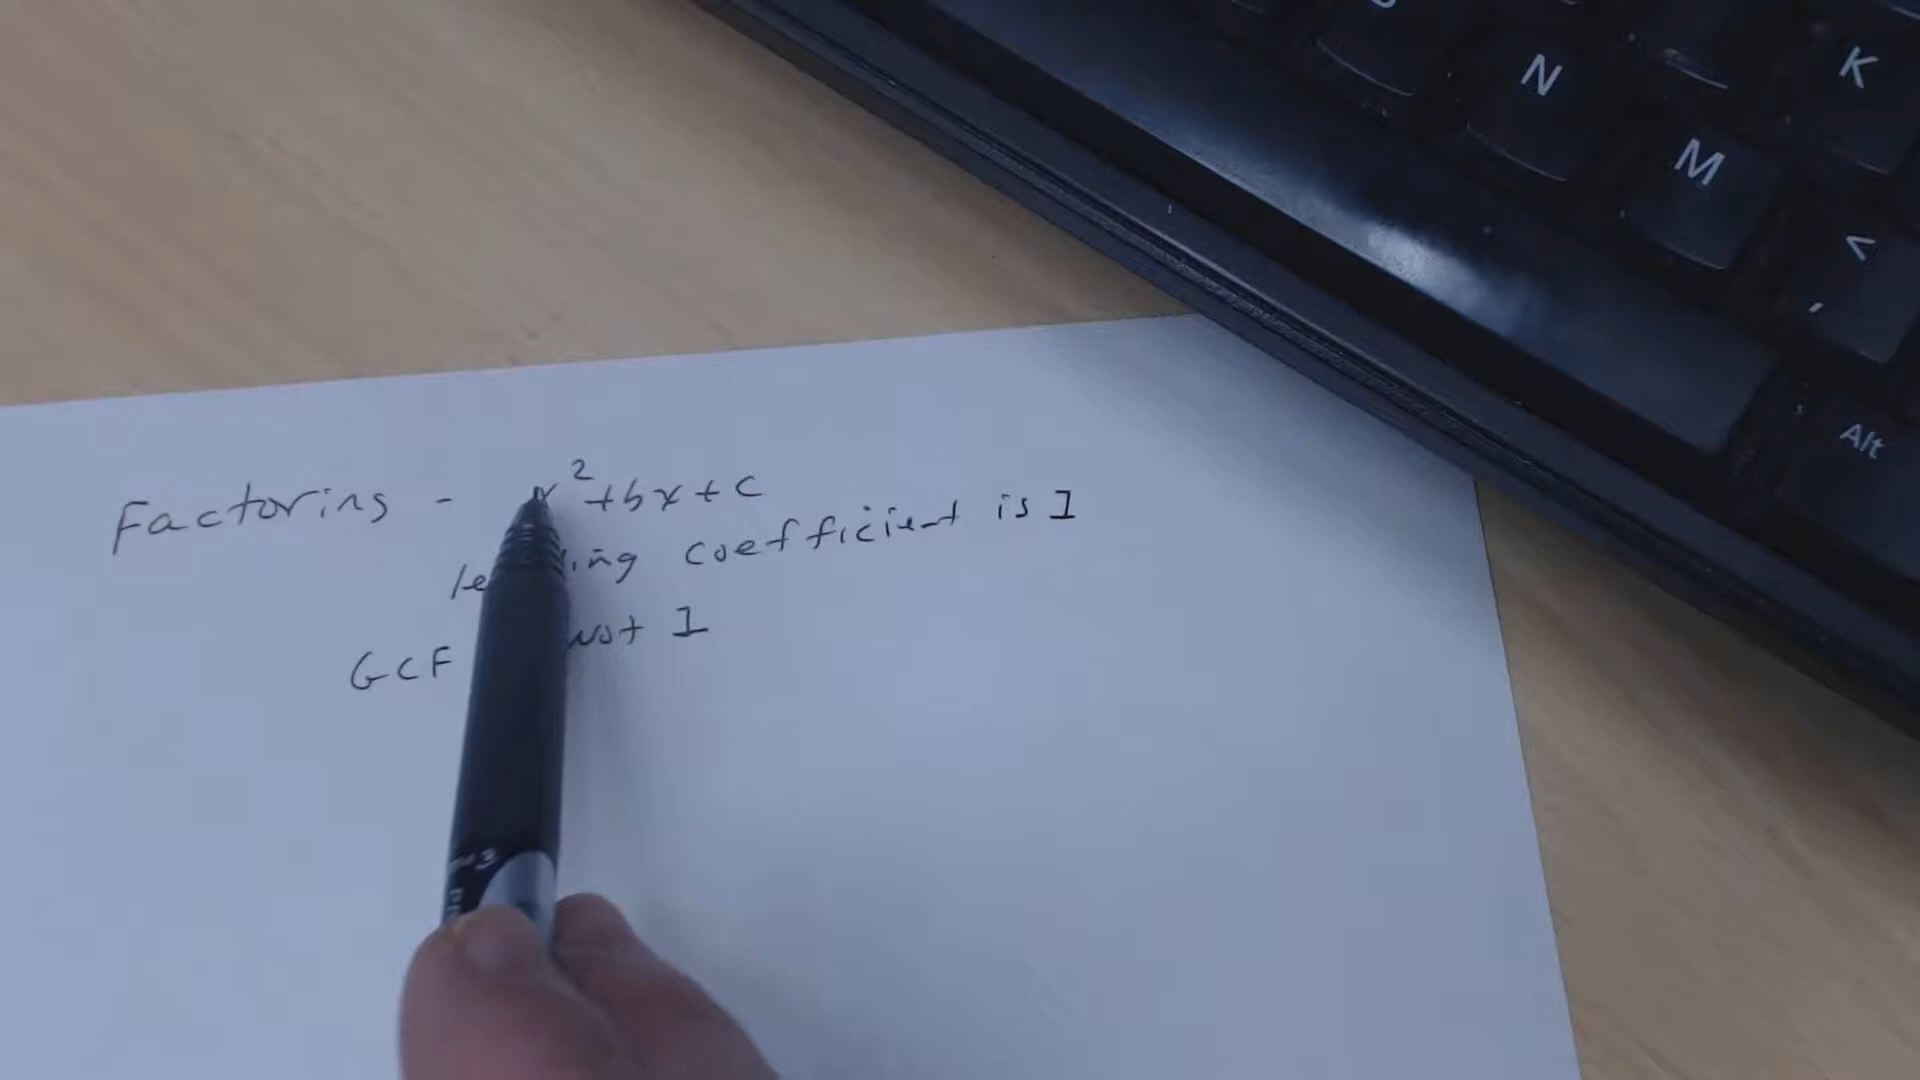 Factoring - x²+bx+c
coefficient is 1
GCF not 1
N
K
M
<
,
Alt